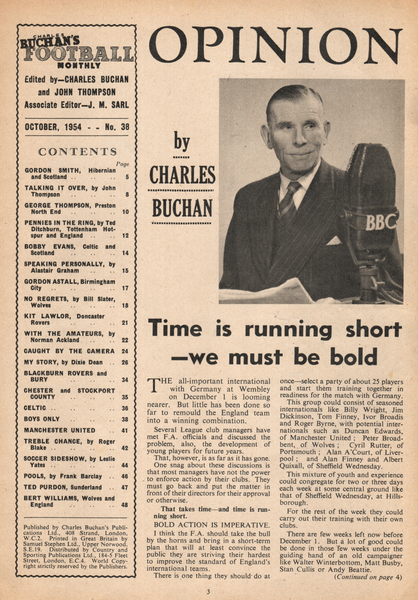 CHARLES
BUCHAN'S
FOOTBALL
MONTHLY
Edited by—CHARLES BUCHAN
and JOHN THOMPSON
Associate Editor—J. M. SARL
OCTOBER, 1954 - - No. 38
CONTENTS
Page
GORDON SMITH, Hibernian
and Scotland .. .. .. 5
TALKING IT OVER, by John
Thompson .. .. .. 8
GEORGE THOMPSON, Preston
North End .. .. .. 10
PENNIES IN THE RING, by Ted
Ditchburn, Tottenham Hot-
spur and England .. .. 12
BOBBY EVANS, Celtic and
Scotland .. .. .. 14
SPEAKING PERSONALLY, by
Alastair Graham .. .. 15
GORDON ASTALL, Birmingham
City .. .. .. 17
NO REGRETS, by Bill Slater,
Wolves .. .. .. 18
KIT LAWLOR, Doncaster
Rovers .. .. .. 21
WITH THE AMATEURS, by
Norman Ackland .. .. 22
CAUGHT BY THE CAMERA 24
MY STORY, by Dixie Dean .. 26
BLACKBURN ROVERS and
BURY .. .. .. 34
CHESTER and STOCKPORT
COUNTY .. .. .. 35
CELTIC .. .. .. 36
BOYS ONLY .. .. .. 38
MANCHESTER UNITED .. 41
TREBLE CHANCE, by Roger
Blake .. .. .. 42
SOCCER SIDESHOW, by Leslie
Yates .. .. .. 44
POOLS, by Frank Barclay .. 46
TED PURDON, Sunderland .. 47
BERT WILLIAMS, Wolves and
England .. .. .. 48
Published by Charles Buchan's Publi-
cations Ltd., 408 Strand, London,
W.C.2. Printed in Great Britain by
Samuel Stephen Ltd., Upper Norwood,
S.E.19. Distributed by Country and
Sporting Publications Ltd., 184-5 Fleet
Street, London, E.C.4. World Copy-
right strictly reserved by the Publishers.
OPINION
by
CHARLES
BUCHAN
BBC
Time is running short
—we must be bold
THE all-important international
with Germany at Wembley
on December 1 is looming
nearer. But little has been done so
far to remould the England team
into a winning combination.
Several League club managers have
met F.A. officials and discussed the
problem, also, the development of
young players for future years.
That, however, is as far as it has gone.
One snag about these discussions is
that most managers have not the power
to enforce action by their clubs. They
must go back and put the matter in
front of their directors for their approval
or otherwise.
That takes time—and time is run-
ning short.
BOLD ACTION IS IMPERATIVE.
I think the F.A. should take the bull
by the horns and bring in a short-term
plan that will at least convince the
public they are striving their hardest
to improve the standard of England's
international teams.
There is one thing they should do at
once—select a party of about 25 players
and start them training together in
readiness for the match with Germany.
This group could consist of seasoned
internationals like Billy Wright, Jim
Dickinson, Tom Finney, Ivor Broadis
and Roger Byrne, with potential inter-
nationals such as Duncan Edwards,
of Manchester United; Peter Broad-
bent, of Wolves; Cyril Rutter, of
Portsmouth; Alan A'Court, of Liver-
pool; and Alan Finney and Albert
Quixall, of Sheffield Wednesday.
This mixture of youth and experience
could congregate for two or three days
each week at some central ground like
that of Sheffield Wednesday, at Hills-
borough.
For the rest of the week they could
carry out their training with their own
clubs.
There are few weeks left now before
December 1. But a lot of good could
be done in those few weeks under the
guiding hand of an old campaigner
like Walter Winterbottom, Matt Busby,
Stan Cullis or Andy Beattie.
(Continued on page 4)
3